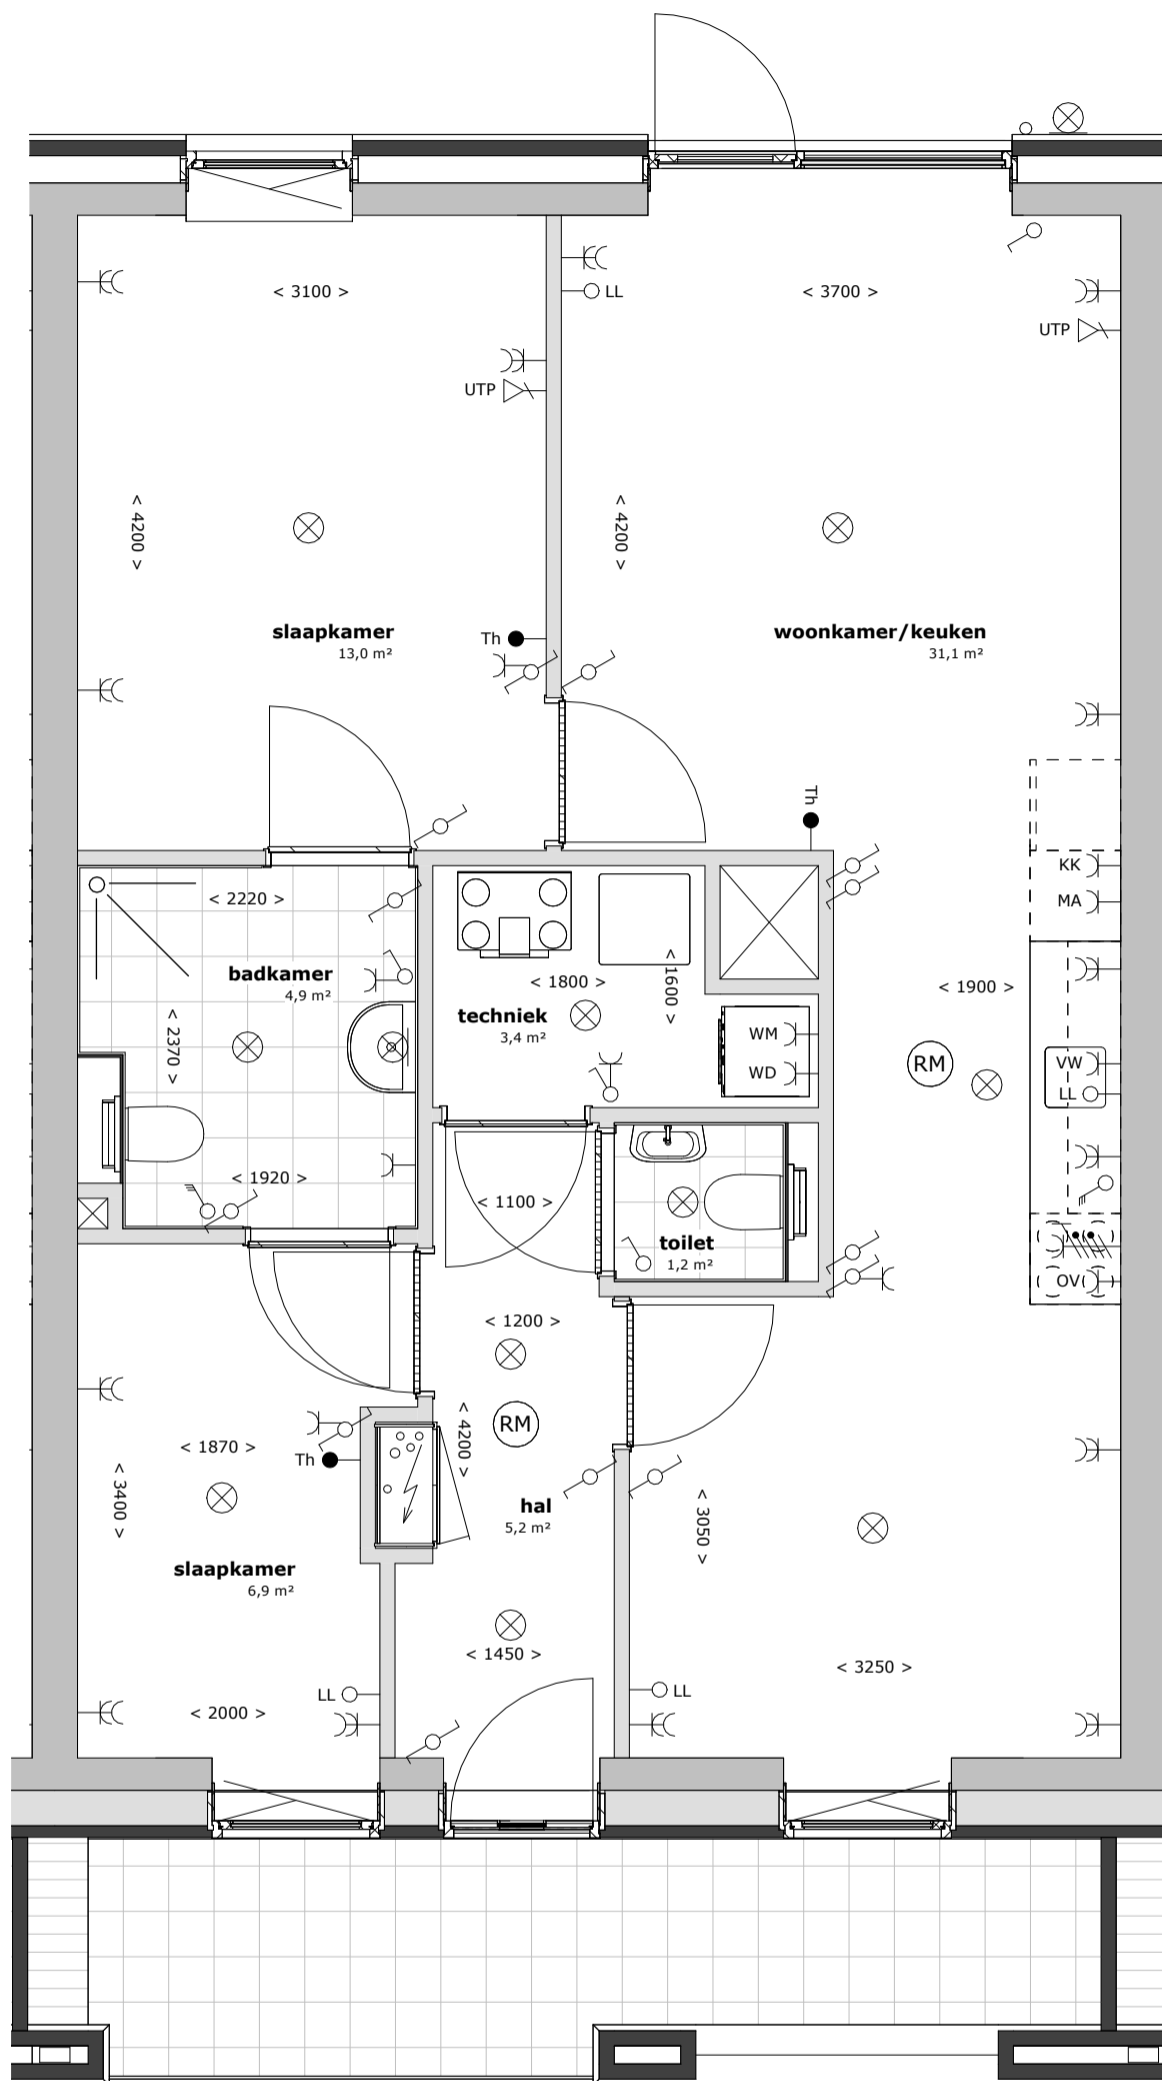 < 3100 >
LL
< 3700 >
UTP
UTP
< 4200 >
< 4200 >
slaapkamer
13,0 m²
Th
woonkamer/keuken
31,1 m²
Th
KK
MA
< 2220 >
badkamer
4,9 m²
< 2370 >
< 1800 >
< 1600 >
techniek
3,4 m²
< 1900 >
WM
WD
RM
VW
LL
< 1920 >
< 1100 >
toilet
1,2 m²
OV
< 1200 >
RM
< 4200 >
< 1870 >
Th
< 3400 >
hal
5,2 m²
< 3050 >
slaapkamer
6,9 m²
< 1450 >
< 3250 >
LL
LL
< 2000 >